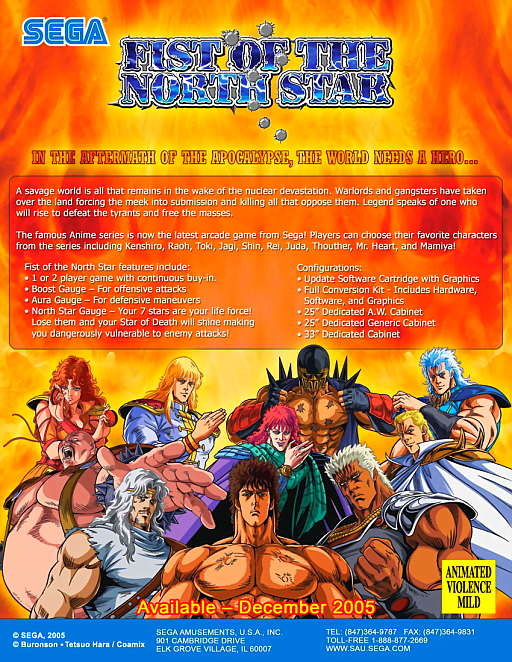 SEGA®
FIST OF THE
NORTH STAR
IN THE AFTERMATH OF THE APOCALYPSE, THE WORLD NEEDS A HERO...
A savage world is all that remains in the wake of the nuclear devastation. Warlords and gangsters have taken
over the land forcing the meek into submission and killing all that oppose them. Legend speaks of one who
will rise to defeat the tyrants and free the masses.
The famous Anime series is now the latest arcade game from Sega! Players can choose their favorite characters
from the series including Kenshiro, Raoh, Toki, Jagi, Shin, Rei, Juda, Thouther, Mr. Heart, and Mamiya!
Fist of the North Star features include:
• 1 or 2 player game with continuous buy-in.
• Boost Gauge – For offensive attacks
• Aura Gauge – For defensive maneuvers
• North Star Gauge – Your 7 stars are your life force!
Lose them and your Star of Death will shine making
you dangerously vulnerable to enemy attacks!
Configurations:
• Update Software Cartridge with Graphics
• Full Conversion Kit - Includes Hardware,
Software, and Graphics
• 25” Dedicated A.W. Cabinet
• 25” Dedicated Generic Cabinet
• 33” Dedicated Cabinet
ANIMATED
VIOLENCE
MILD
Available – December 2005
© SEGA, 2005
© Buronson • Tetsuo Hara / Coamix
SEGA AMUSEMENTS, U.S.A., INC.
901 CAMBRIDGE DRIVE
ELK GROVE VILLAGE, IL 60007
TEL: (847)364-9787 FAX: (847)364-9831
TOLL-FREE 1-888-877-2669
WWW.SAU.SEGA.COM